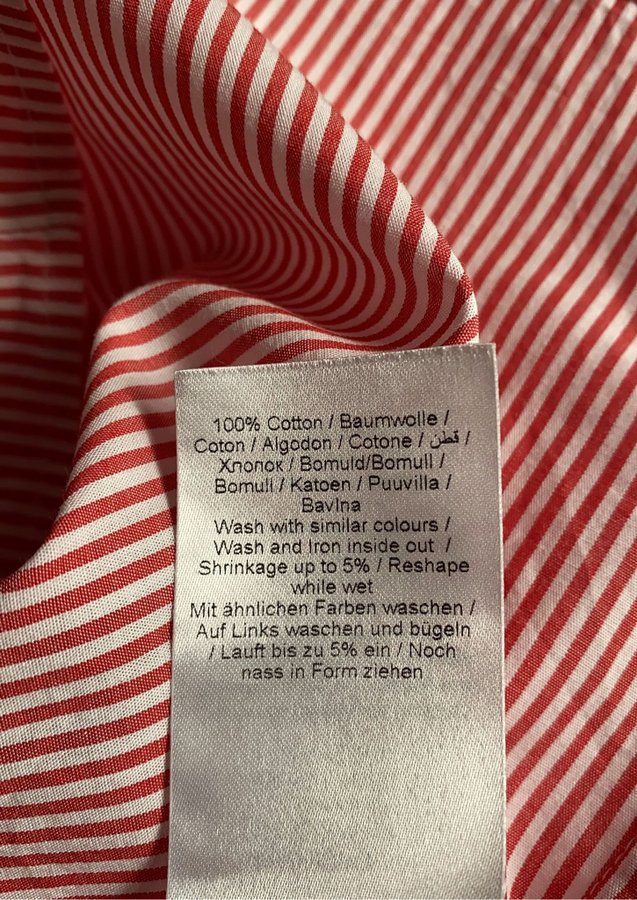 100% Cotton / Baumwolle /
Coton / Algodon / Cotone / قطن /
Хлопок / Bomuld/Bomull /
Bomull / Katoen / Puuvilla /
Bavlna
Wash with similar colours /
Wash and Iron inside out /
Shrinkage up to 5% / Reshape
while wet
Mit ähnlichen Farben waschen /
Auf Links waschen und bügeln
/ Lauft bis zu 5% ein / Noch
nass in Form ziehen